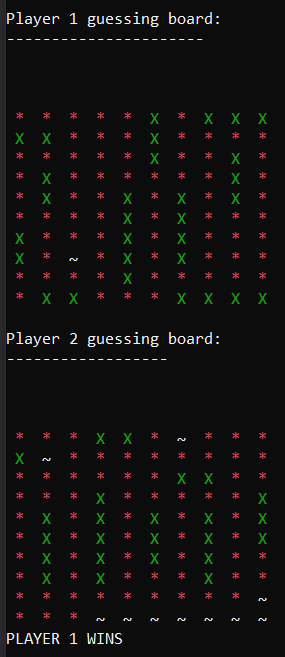 Player 1 guessing board:
----------------------
* * * * * X * X X X
X X * * * X * * * *
* * * * * X * * X *
* X * * * * * * X *
* X * * X * X * X *
* * * * X * X * * *
X * * * X * X * * *
X * ~ * X * X * * *
* * * * X * * * * *
* X X * * * X X X X
Player 2 guessing board:
------------------
* * * X X * ~ * * *
X ~ * * * * * * * *
* * * * * * X X * *
* * * X * * * * * X
* X * X * X * X * X
* X * X * X * X * X
* X * X * X * X * *
* X * X * * * X * *
* * * * * * * * * ~
* * * ~ ~ ~ ~ ~ ~ ~
PLAYER 1 WINS